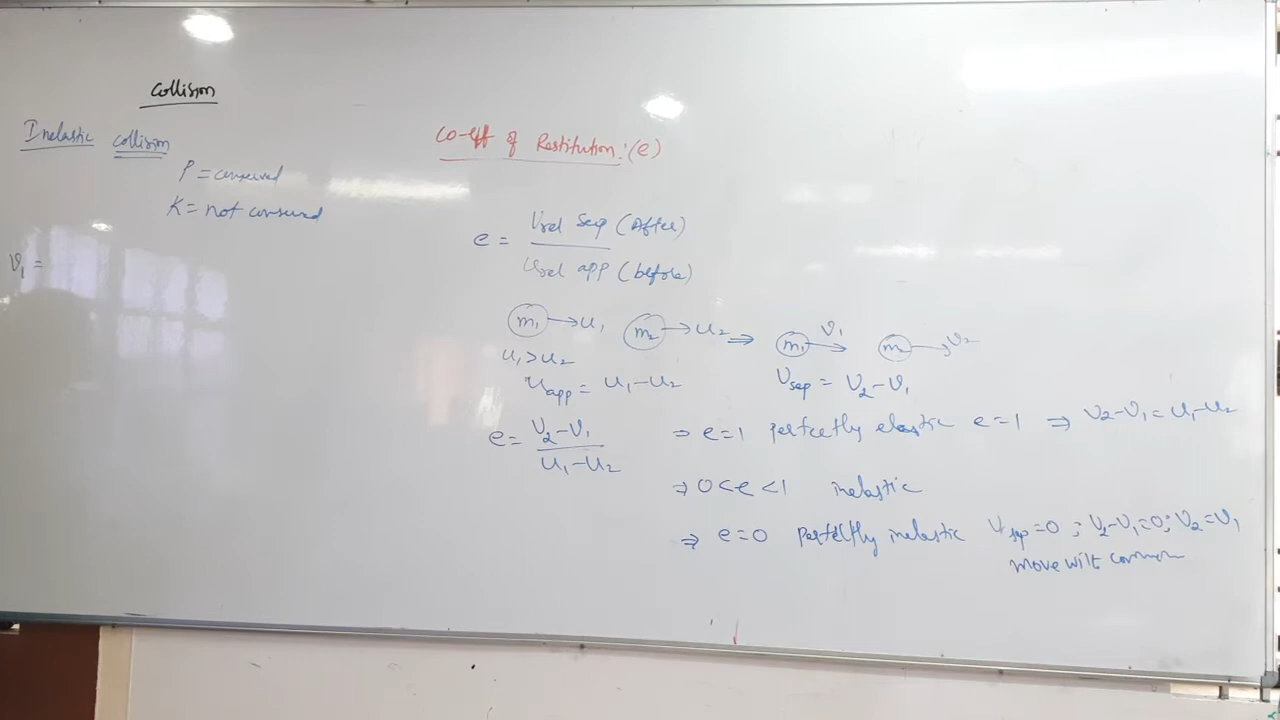 Collision
Inelastic collision
P = conserved
K = not conserved
v₁ =
Co-eff of Restitution: (e)
e = Vrel sep (After) / Urel app (before)
m₁ → u₁ m₂ → u₂ ⇒ m₁ → v₁ m₂ → v₂
u₁ > u₂
Uapp = u₁ - u₂
Vsep = V₂ - v₁
e = V₂ - v₁ / u₁ - u₂
⇒ e = 1 perfectly elastic e = 1 ⇒ V₂ - v₁ = u₁ - u₂
⇒ 0 < e < 1 inelastic
⇒ e = 0 perfectly inelastic Vsep = 0 ; V₂ - V₁ = 0 ; V₂ = V₁
move with common